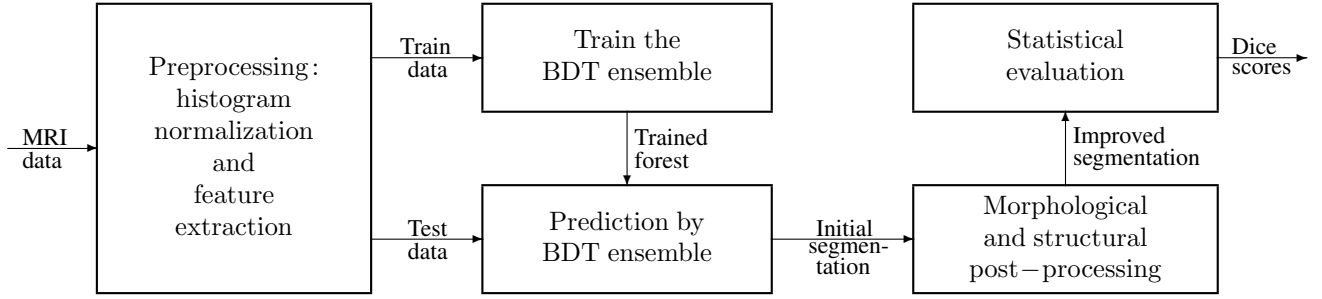 MRI
data
Preprocessing:
histogram
normalization
and
feature
extraction
Train
data
Train the
BDT ensemble
Trained
forest
Test
data
Prediction by
BDT ensemble
Initial
segmen-
tation
Morphological
and structural
post−processing
Improved
segmentation
Statistical
evaluation
Dice
scores